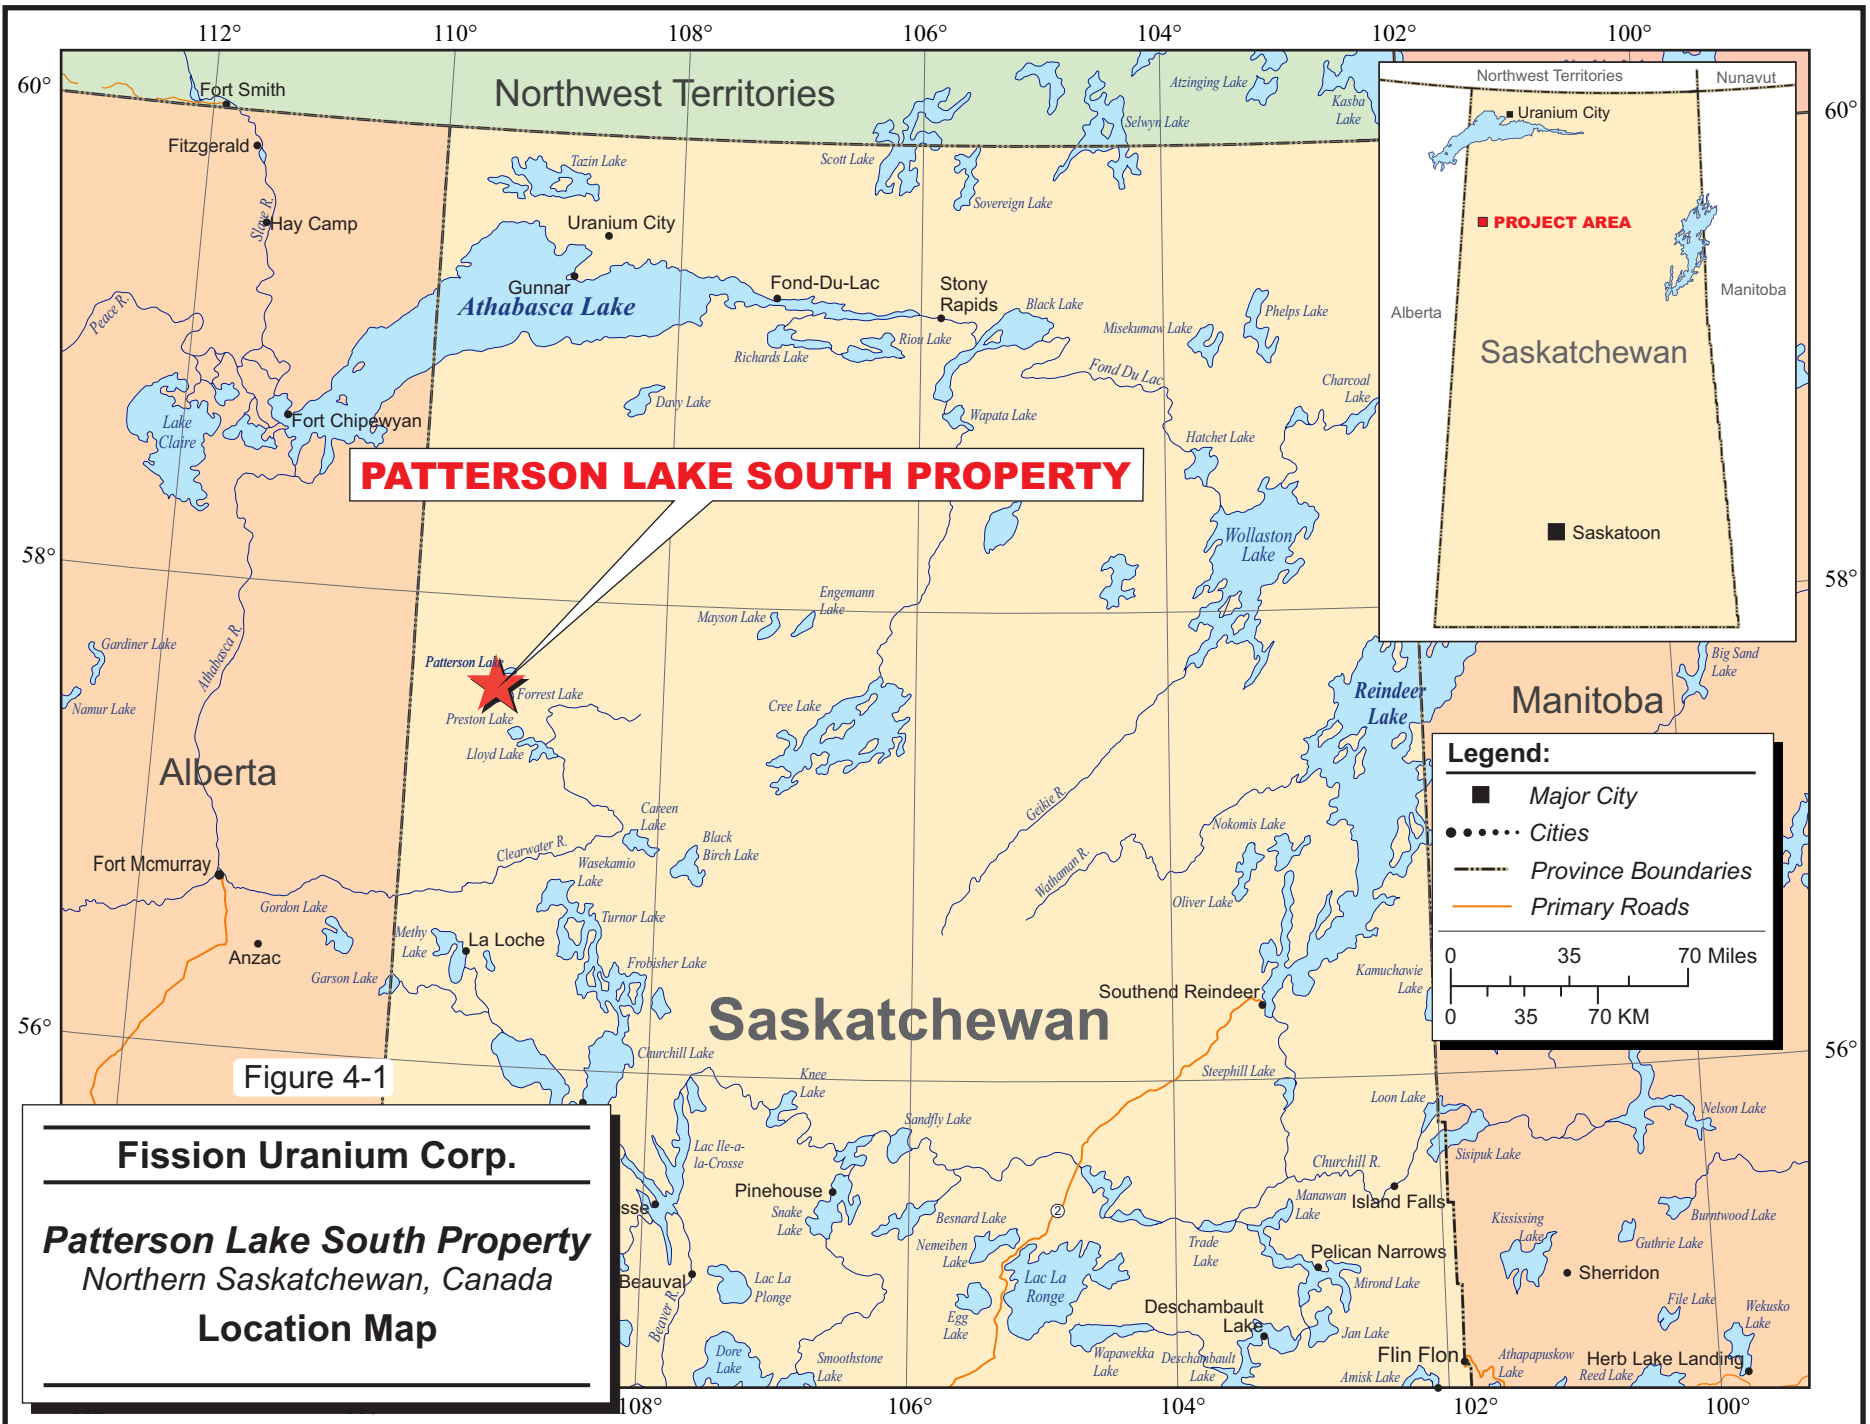 112° 110° 108° 106° 104° 102° 100°
60°
60°
58°
58°
56°
56°
108° 106° 104° 102° 100°
Northwest Territories
Fort Smith
Fitzgerald
Slave R.
Hay Camp
Peace R.
Lake
Claire
Fort Chipewyan
Tazin Lake
Uranium City
Gunnar
Athabasca Lake
Fond-Du-Lac
Stony
Rapids
Scott Lake
Sovereign Lake
Selwyn Lake
Atzinging Lake
Kasba
Lake
Black Lake
Riou Lake
Richards Lake
Davy Lake
Wapata Lake
Misekumaw Lake
Phelps Lake
Fond Du Lac
Charcoal
Lake
Hatchet Lake
Wollaston
Lake
PATTERSON LAKE SOUTH PROPERTY
Northwest Territories
Nunavut
Uranium City
PROJECT AREA
Alberta
Manitoba
Saskatchewan
Saskatoon
Gardiner Lake
Namur Lake
Athabasca R.
Alberta
Patterson Lake
Forrest Lake
Preston Lake
Lloyd Lake
Mayson Lake
Engemann
Lake
Cree Lake
Reindeer
Lake
Big Sand
Lake
Manitoba
Careen
Lake
Black
Birch Lake
Clearwater R.
Wasekamio
Lake
Turnor Lake
Frobisher Lake
Fort Mcmurray
Gordon Lake
Anzac
Garson Lake
Methy
Lake
La Loche
Geikie R.
Wathaman R.
Nokomis Lake
Oliver Lake
Kamuchawie
Lake
Southend Reindeer
Saskatchewan
Legend:
Major City
Cities
Province Boundaries
Primary Roads
0 35 70 Miles
0 35 70 KM
Churchill Lake
Knee
Lake
Sandfly Lake
Steephill Lake
Loon Lake
Nelson Lake
Sisipuk Lake
Lac Ile-a-
la-Crosse
Churchill R.
Island Falls
Pinehouse
Snake
Lake
sse
Besnard Lake
Nemeiben
Lake
2
Manawan
Lake
Trade
Lake
Pelican Narrows
Mirond Lake
Kississing
Lake
Burntwood Lake
Guthrie Lake
Sherridon
Beauval
Beaver R.
Lac La
Plonge
Lac La
Ronge
Egg
Lake
Deschambault
Lake
Jan Lake
File Lake
Wekusko
Lake
Dore
Lake
Smoothstone
Lake
Wapawekka
Lake
Deschambault
Lake
Amisk Lake
Flin Flon
Athapapuskow
Lake
Reed Lake
Herb Lake Landing
Figure 4-1
Fission Uranium Corp.
Patterson Lake South Property
Northern Saskatchewan, Canada
Location Map